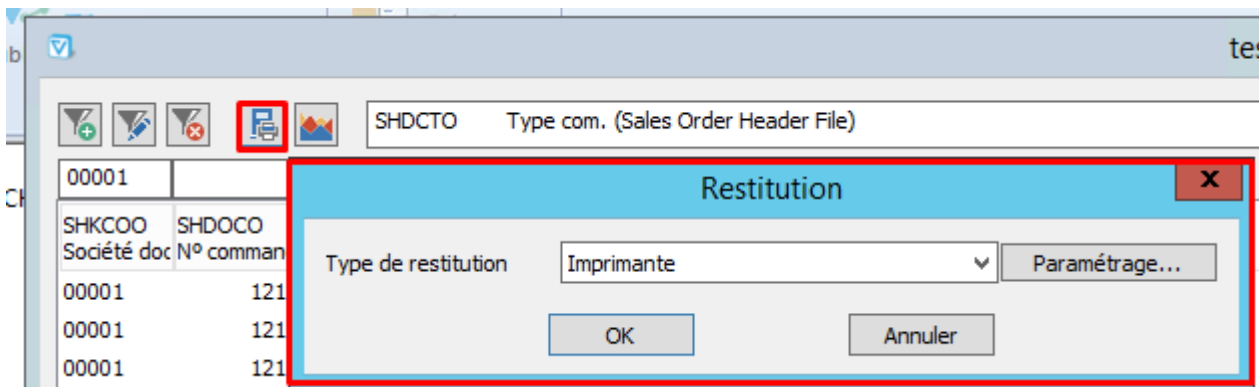 tes
b
SHDCTO Type com. (Sales Order Header File)
00001
Restitution
x
SHKCOO SHDOCO
Société doc Nº comman
Type de restitution Imprimante Paramétrage...
00001 121
00001 121
OK Annuler
00001 121